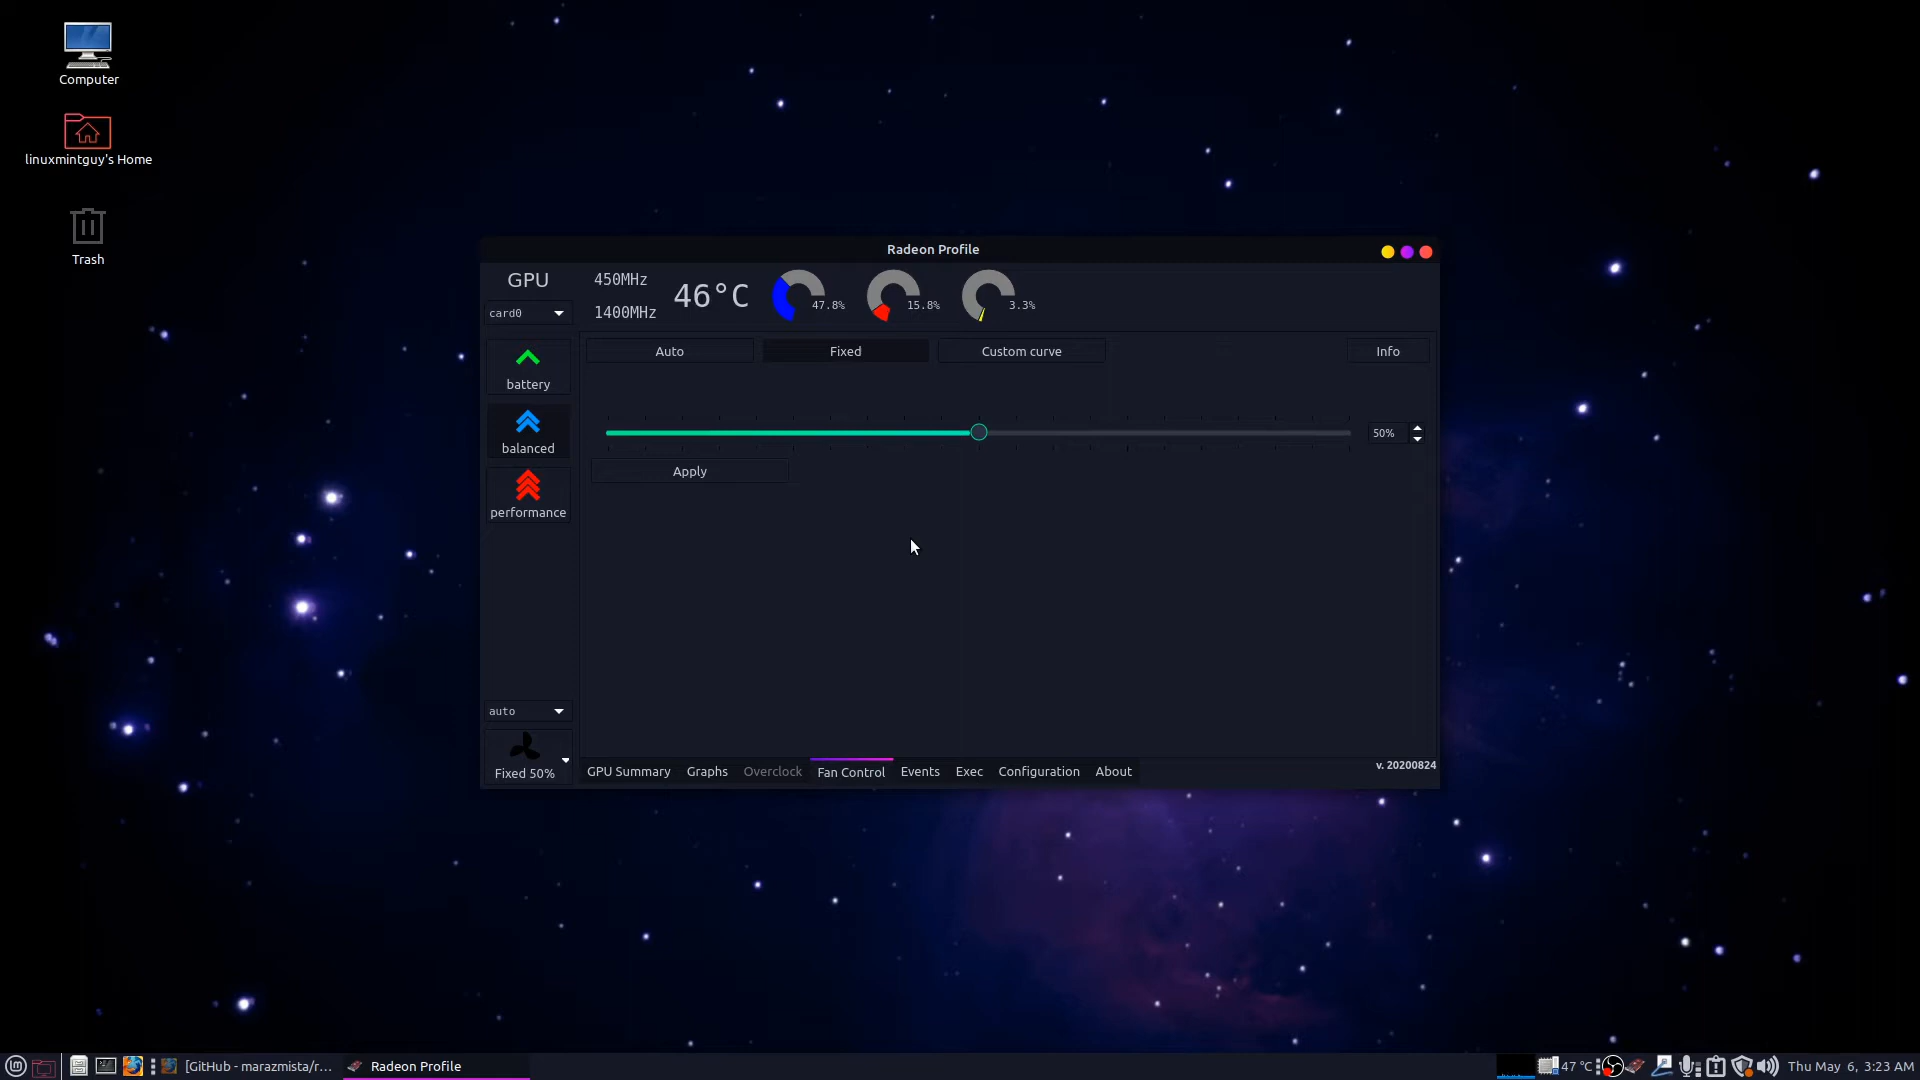 Computer
linuxmintguy's Home
Trash
Radeon Profile
GPU
450MHz
1400MHz
46°C
47.8%
15.8%
3.3%
card0
Auto
Fixed
Custom curve
Info
battery
balanced
performance
50%
Apply
auto
Fixed 50%
GPU Summary
Graphs
Overclock
Fan Control
Events
Exec
Configuration
About
v. 20200824
[GitHub - marazmista/r...
Radeon Profile
47 °C
Thu May 6, 3:23 AM